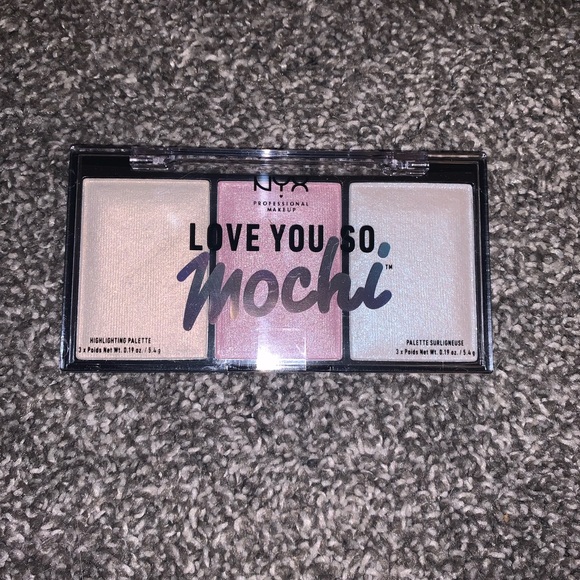 NYX
PROFESSIONAL
MAKEUP
LOVE YOU SO
mochi™
HIGHLIGHTING PALETTE
3 x Poids Net Wt. 0.19 oz. / 5.4 g
PALETTE SURLIGNEUSE
3 x Poids Net Wt. 0.19 oz. / 5.4 g